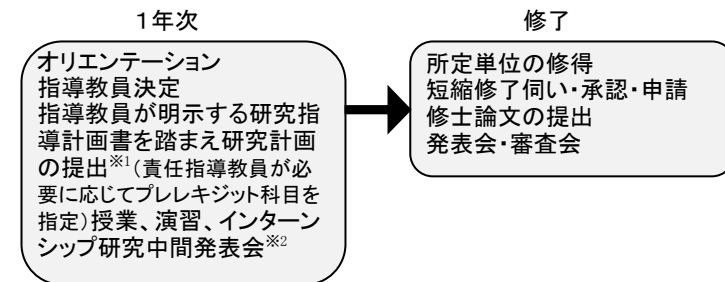 1年次
オリエンテーション
指導教員決定
指導教員が明示する研究指
導計画書を踏まえ研究計画
の提出※1(責任指導教員が必
要に応じてプレレキジット科目を
指定)授業、演習、インターン
シップ研究中間発表会※2
修了
所定単位の修得
短縮修了伺い・承認・申請
修士論文の提出
発表会・審査会